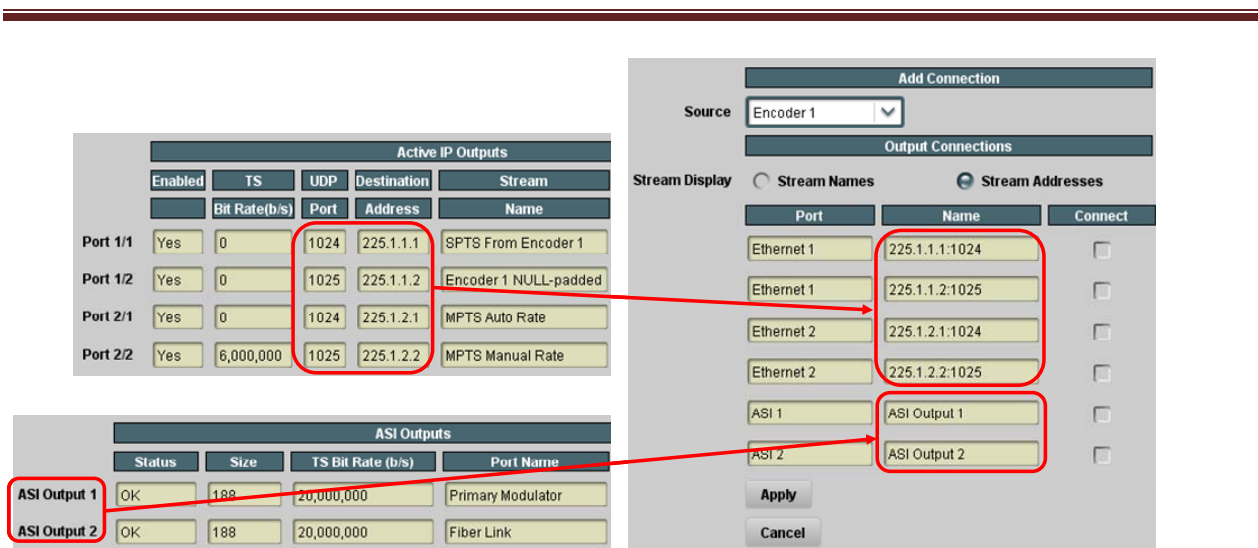 Active IP Outputs
Enabled TS UDP Destination Stream
Bit Rate(b/s) Port Address Name
Port 1/1 Yes 0 1024 225.1.1.1 SPTS From Encoder 1
Port 1/2 Yes 0 1025 225.1.1.2 Encoder 1 NULL-padded
Port 2/1 Yes 0 1024 225.1.2.1 MPTS Auto Rate
Port 2/2 Yes 6,000,000 1025 225.1.2.2 MPTS Manual Rate
ASI Outputs
Status Size TS Bit Rate (b/s) Port Name
ASI Output 1 OK 188 20,000,000 Primary Modulator
ASI Output 2 OK 188 20,000,000 Fiber Link
Add Connection
Source Encoder 1
Output Connections
Stream Display Stream Names Stream Addresses
Port Name Connect
Ethernet 1 225.1.1.1:1024
Ethernet 1 225.1.1.2:1025
Ethernet 2 225.1.2.1:1024
Ethernet 2 225.1.2.2:1025
ASI 1 ASI Output 1
ASI 2 ASI Output 2
Apply
Cancel